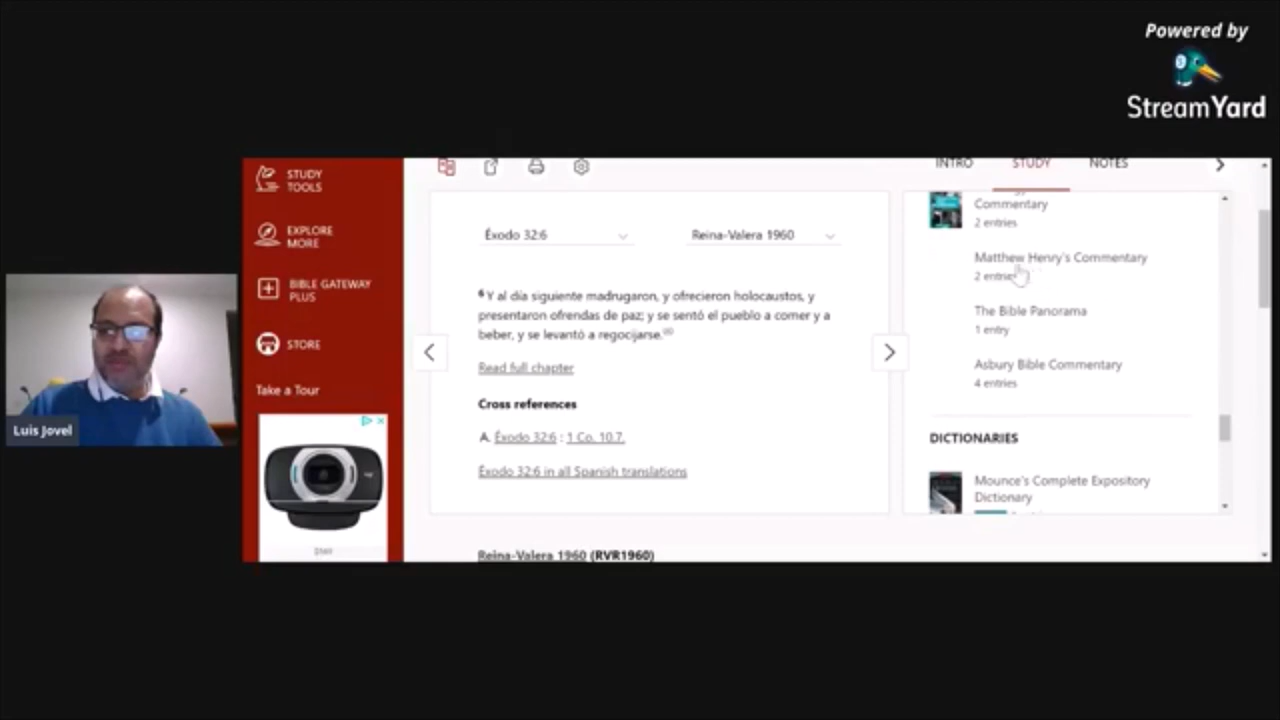 Powered by
StreamYard
STUDY
TOOLS
EXPLORE
MORE
BIBLE GATEWAY
PLUS
STORE
Take a Tour
Luis Jovel
Éxodo 32:6
Reina-Valera 1960
6 Y al día siguiente madrugaron, y ofrecieron holocaustos, y
presentaron ofrendas de paz; y se sentó el pueblo a comer y a
beber, y se levantó a regocijarse.
Read full chapter
Cross references
A. Éxodo 32:6 : 1 Co. 10.7.
Éxodo 32:6 in all Spanish translations
Reina-Valera 1960 (RVR1960)
INTRO
STUDY
NOTES
Commentary
2 entries
Matthew Henry's Commentary
2 entries
The Bible Panorama
1 entry
Asbury Bible Commentary
4 entries
DICTIONARIES
Mounce's Complete Expository
Dictionary